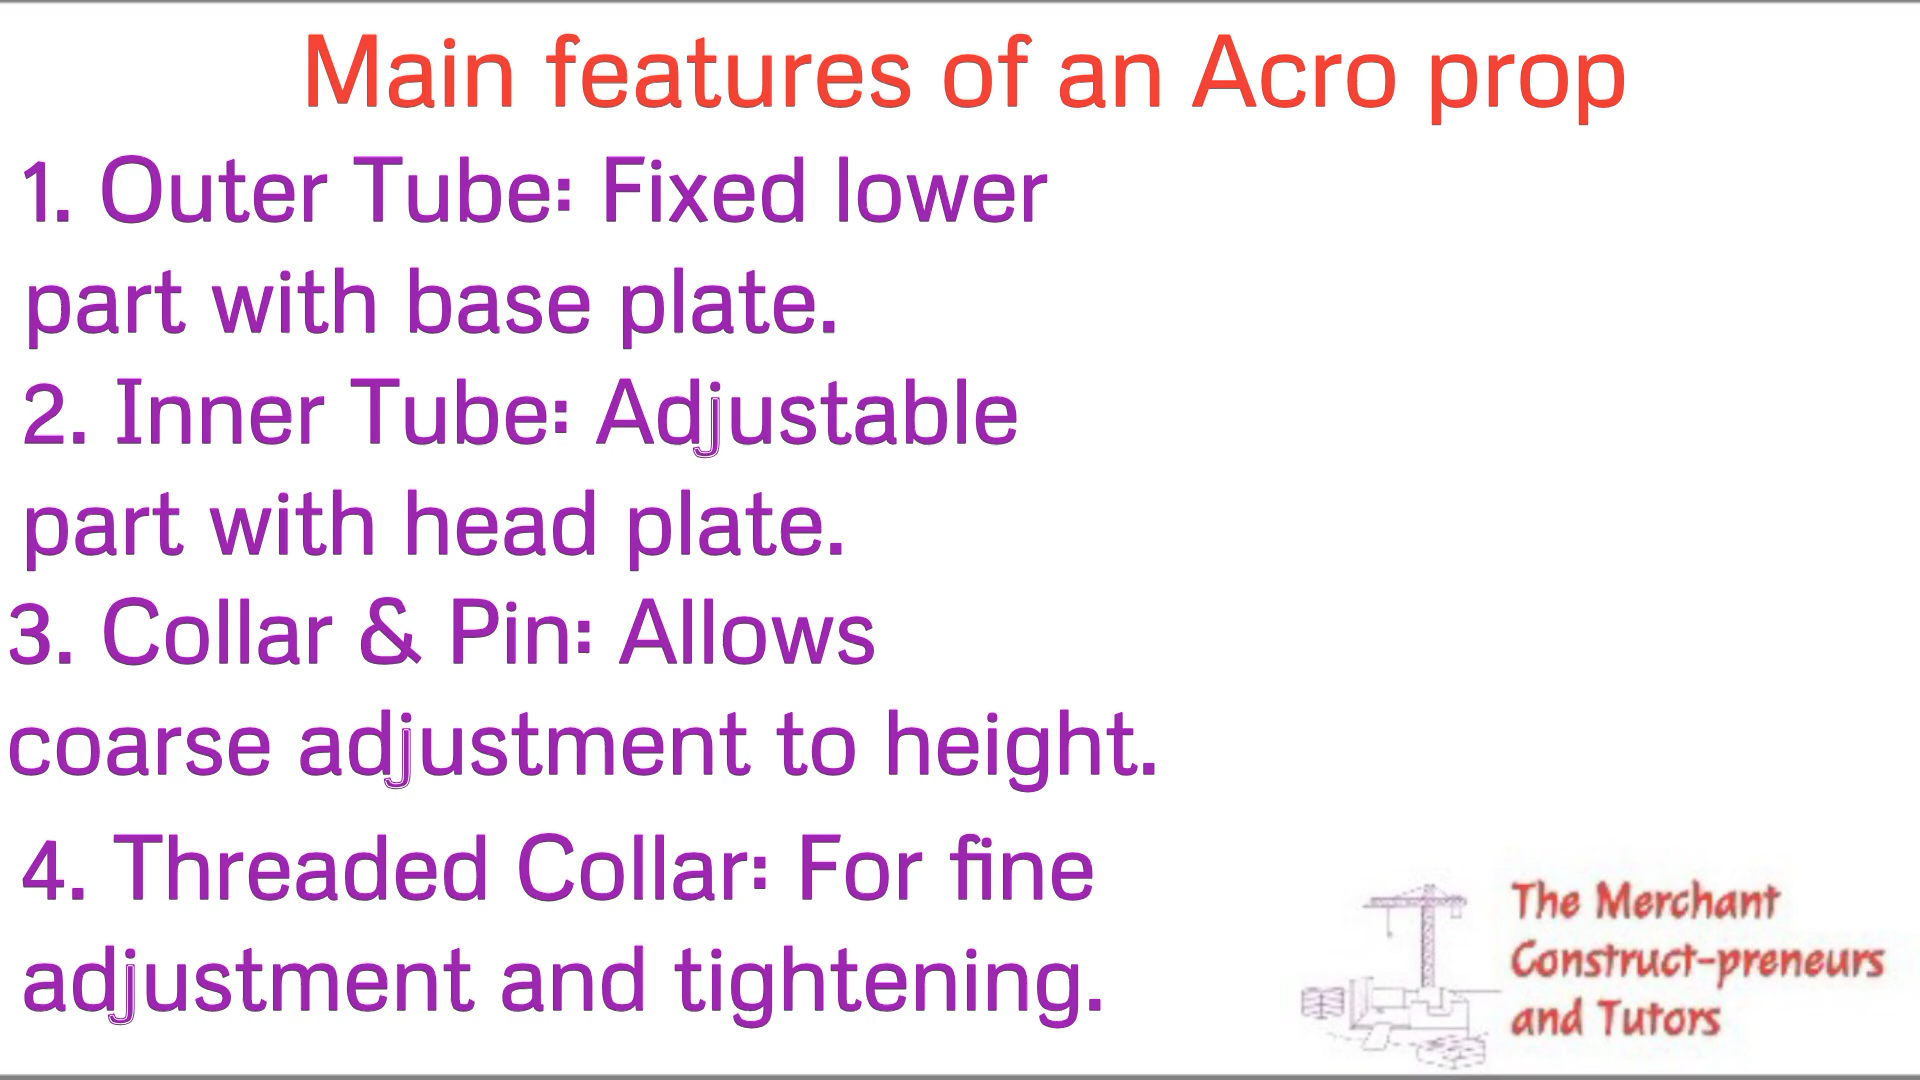 Main features of an Acro prop
1. Outer Tube: Fixed lower
part with base plate.
2. Inner Tube: Adjustable
part with head plate.
3. Collar & Pin: Allows
coarse adjustment to height.
4. Threaded Collar: For fine
adjustment and tightening.
The Merchant
Construct-preneurs
and Tutors